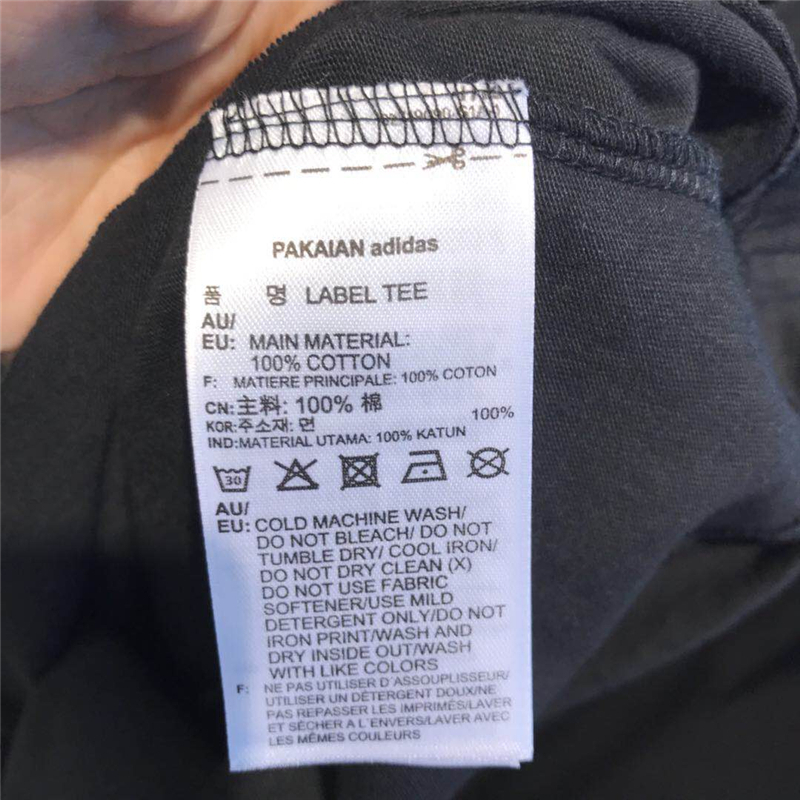 PAKAIAN adidas
품 명 LABEL TEE
AU/
EU: MAIN MATERIAL:
100% COTTON
F: MATIERE PRINCIPALE: 100% COTON
CN:主料: 100% 棉
KOR:주소재: 면 100%
IND:MATERIAL UTAMA: 100% KATUN
30
AU/
EU: COLD MACHINE WASH/
DO NOT BLEACH/ DO NOT
TUMBLE DRY/ COOL IRON/
DO NOT DRY CLEAN (X)
DO NOT USE FABRIC
SOFTENER/USE MILD
DETERGENT ONLY/DO NOT
IRON PRINT/WASH AND
DRY INSIDE OUT/WASH
WITH LIKE COLORS
F: NE PAS UTILISER D'ASSOUPLISSEUR/
UTILISER UN DÉTERGENT DOUX/NE
PAS REPASSER LES IMPRIMÉS/LAVER
ET SÉCHER A L'ENVERS/LAVER AVEC
LES MÊMES COULEURS